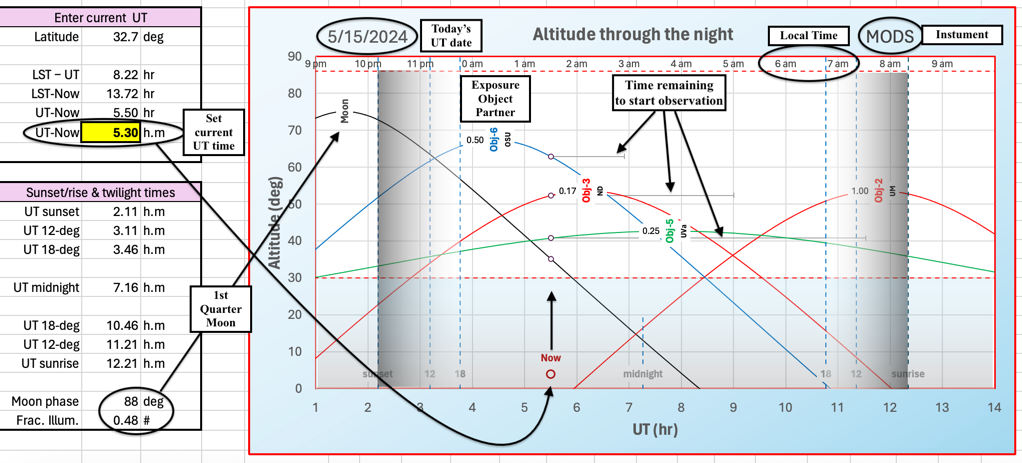 Enter current UT
Latitude 32.7 deg
LST – UT 8.22 hr
LST-Now 13.72 hr
UT-Now 5.50 hr
UT-Now 5.30 h.m
Set
current
UT time
Sunset/rise & twilight times
UT sunset 2.11 h.m
UT 12-deg 3.11 h.m
UT 18-deg 3.46 h.m
UT midnight 7.16 h.m
UT 18-deg 10.46 h.m
UT 12-deg 11.21 h.m
UT sunrise 12.21 h.m
Moon phase 88 deg
Frac. Illum. 0.48 #
1st
Quarter
Moon
5/15/2024
Today's
UT date
Altitude through the night
Local Time
MODS
Instument
9 pm 10 pm 11 pm 0 am 1 am 2 am 3 am 4 am 5 am 6 am 7 am 8 am 9 am
Altitude (deg)
90
80
70
60
50
40
30
20
10
0
Moon
Exposure
Object
Partner
Time remaining
to start observation
0.50 Obj-6 OSU
0.17 Obj-3 ND
0.25 Obj-5 UVa
1.00 Obj-2 UM
Now
sunset 12 18 midnight 18 12 sunrise
1 2 3 4 5 6 7 8 9 10 11 12 13 14
UT (hr)